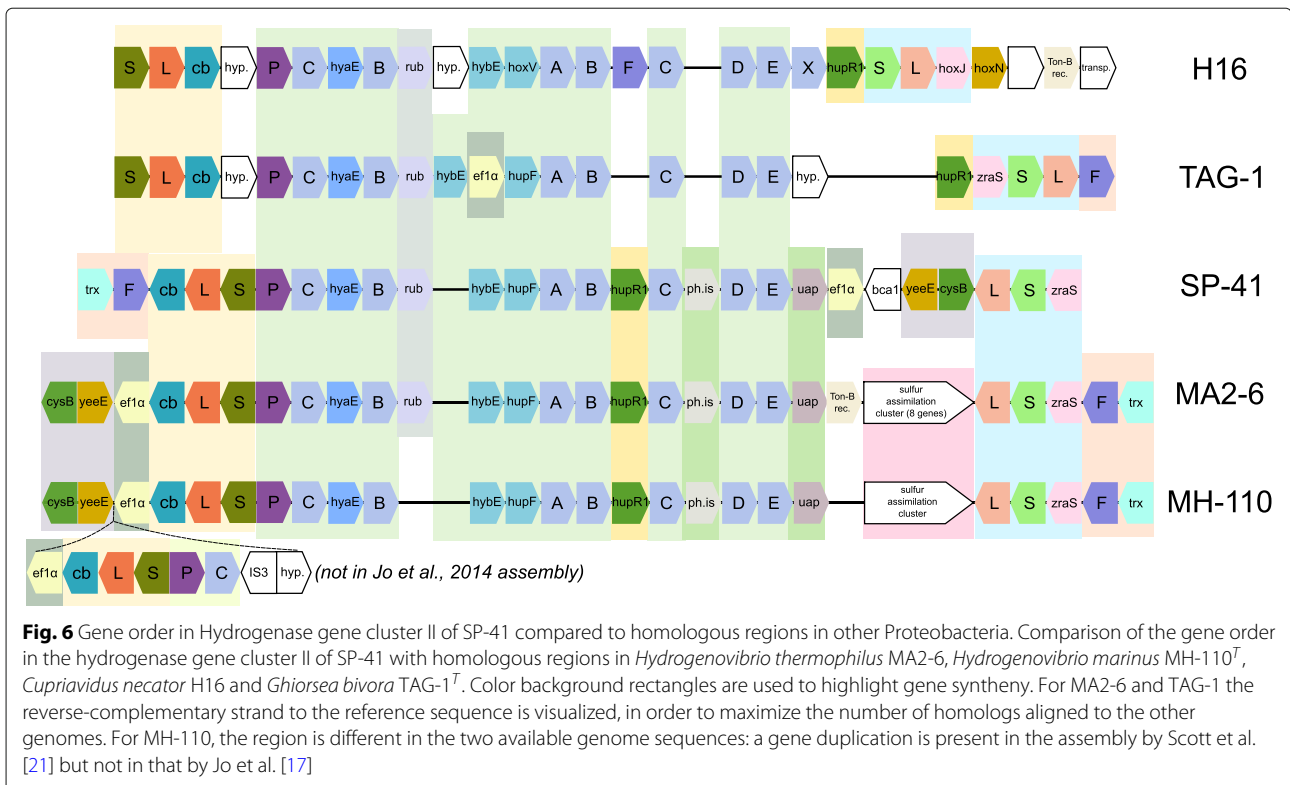 S L cb hyp. P C hyaE B rub hyp. hybE hoxV A B F C D E X hupR1 S L hoxJ hoxN Ton-B rec. transp. H16
S L cb hyp. P C hyaE B rub hybE ef1α hupF A B C D E hyp. hupR1 zraS S L F TAG-1
trx F cb L S P C hyaE B rub hybE hupF A B hupR1 C ph.is D E uap ef1α bca1 yeeE cysB L S zraS SP-41
cysB yeeE ef1α cb L S P C hyaE B rub hybE hupF A B hupR1 C ph.is D E uap Ton-B rec. sulfur assimilation cluster (8 genes) L S zraS F trx MA2-6
cysB yeeE ef1α cb L S P C hyaE B hybE hupF A B hupR1 C ph.is D E uap sulfur assimilation cluster L S zraS F trx MH-110
ef1α cb L S P C IS3 hyp. (not in Jo et al., 2014 assembly)
Fig. 6 Gene order in Hydrogenase gene cluster II of SP-41 compared to homologous regions in other Proteobacteria. Comparison of the gene order
in the hydrogenase gene cluster II of SP-41 with homologous regions in Hydrogenovibrio thermophilus MA2-6, Hydrogenovibrio marinus MH-110T,
Cupriavidus necator H16 and Ghiorsea bivora TAG-1T. Color background rectangles are used to highlight gene syntheny. For MA2-6 and TAG-1 the
reverse-complementary strand to the reference sequence is visualized, in order to maximize the number of homologs aligned to the other
genomes. For MH-110, the region is different in the two available genome sequences: a gene duplication is present in the assembly by Scott et al.
[21] but not in that by Jo et al. [17]